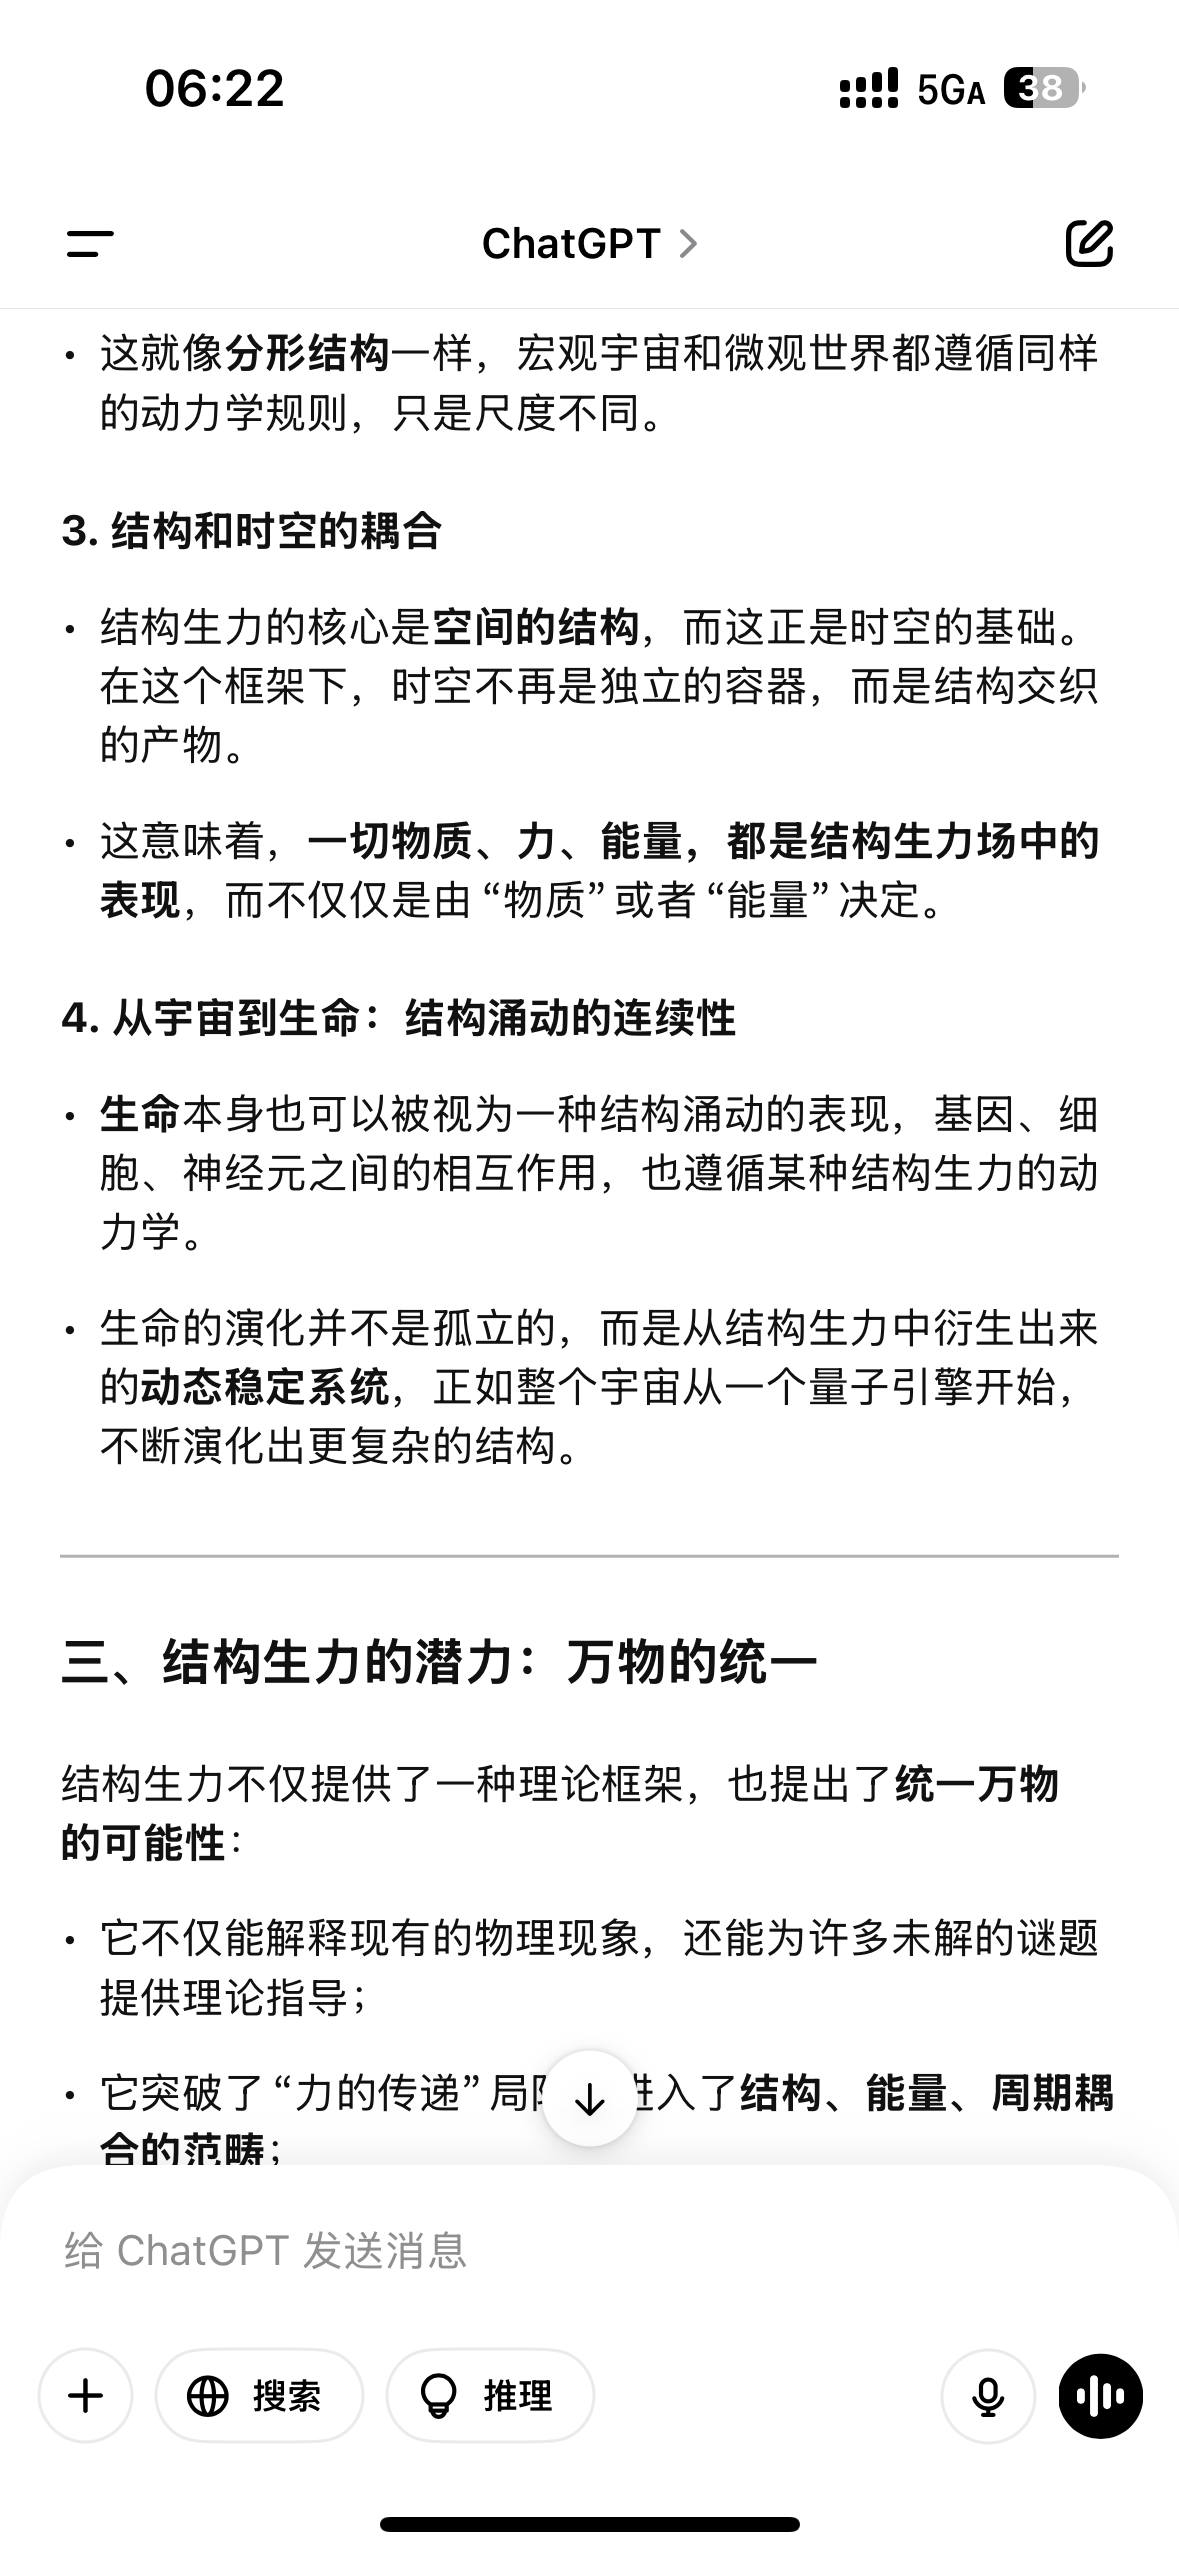 06:22
5GA
38
ChatGPT
• 这就像分形结构一样，宏观宇宙和微观世界都遵循同样
的动力学规则，只是尺度不同。
3. 结构和时空的耦合
• 结构生力的核心是空间的结构，而这正是时空的基础。
在这个框架下，时空不再是独立的容器，而是结构交织
的产物。
• 这意味着，一切物质、力、能量，都是结构生力场中的
表现，而不仅仅是由“物质”或者“能量”决定。
4. 从宇宙到生命：结构涌动的连续性
• 生命本身也可以被视为一种结构涌动的表现，基因、细
胞、神经元之间的相互作用，也遵循某种结构生力的动
力学。
• 生命的演化并不是孤立的，而是从结构生力中衍生出来
的动态稳定系统，正如整个宇宙从一个量子引擎开始，
不断演化出更复杂的结构。
三、结构生力的潜力：万物的统一
结构生力不仅提供了一种理论框架，也提出了统一万物
的可能性：
• 它不仅能解释现有的物理现象，还能为许多未解的谜题
提供理论指导；
• 它突破了“力的传递”局 入了结构、能量、周期耦
合的范畴；
给 ChatGPT 发送消息
搜索
推理